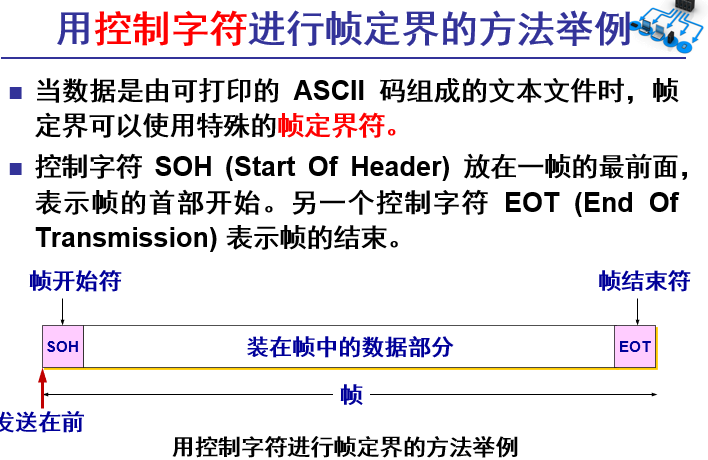 用控制字符进行帧定界的方法举例
当数据是由可打印的 ASCII 码组成的文本文件时，帧
定界可以使用特殊的帧定界符。
控制字符 SOH (Start Of Header) 放在一帧的最前面，
表示帧的首部开始。另一个控制字符 EOT (End Of
Transmission) 表示帧的结束。
帧开始符
帧结束符
SOH
装在帧中的数据部分
EOT
帧
发送在前
用控制字符进行帧定界的方法举例